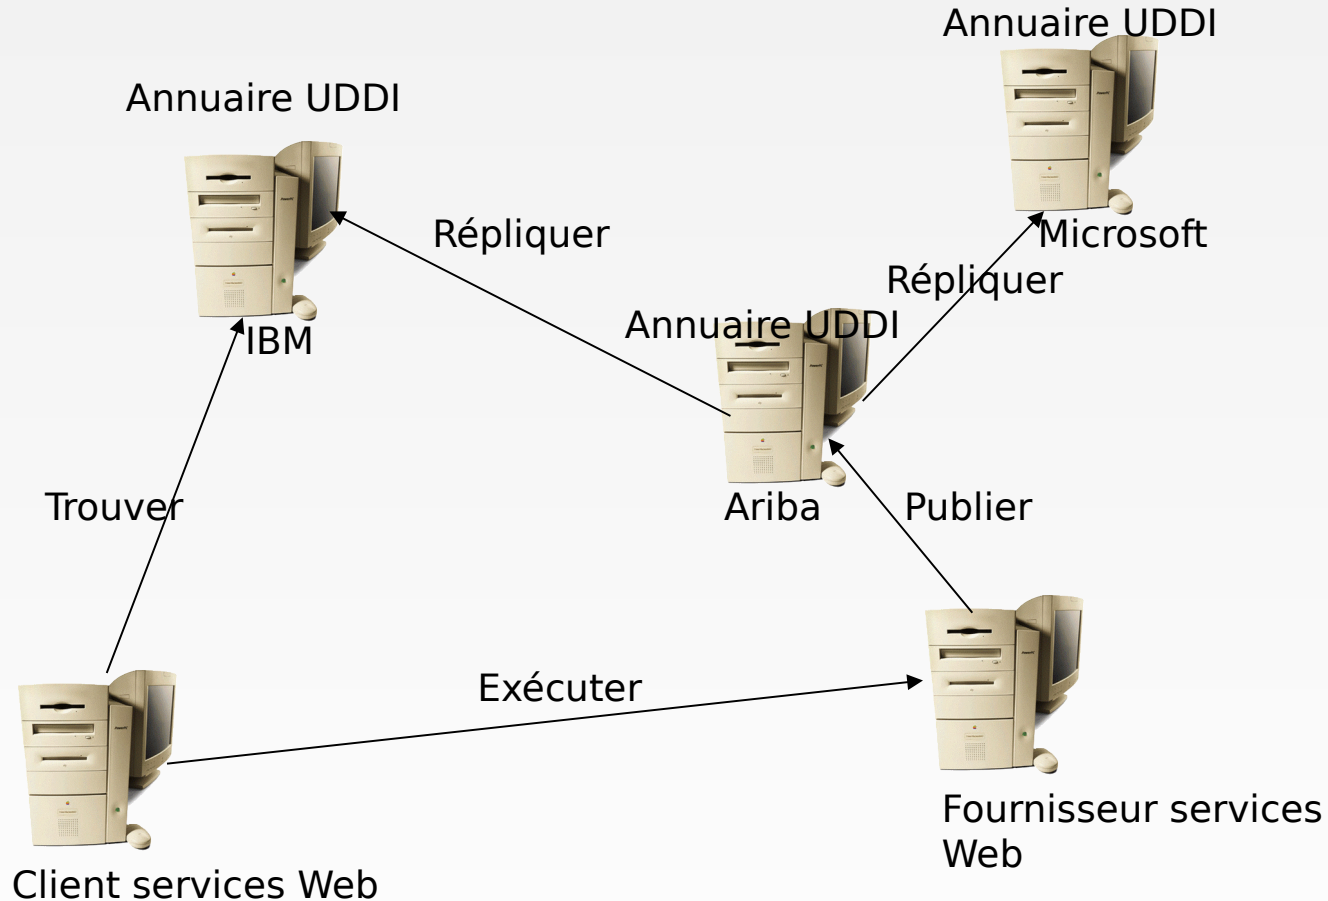 Annuaire UDDI
Annuaire UDDI
Répliquer
Microsoft
Répliquer
Annuaire UDDI
IBM
Trouver
Ariba
Publier
Exécuter
Fournisseur services
Web
Client services Web